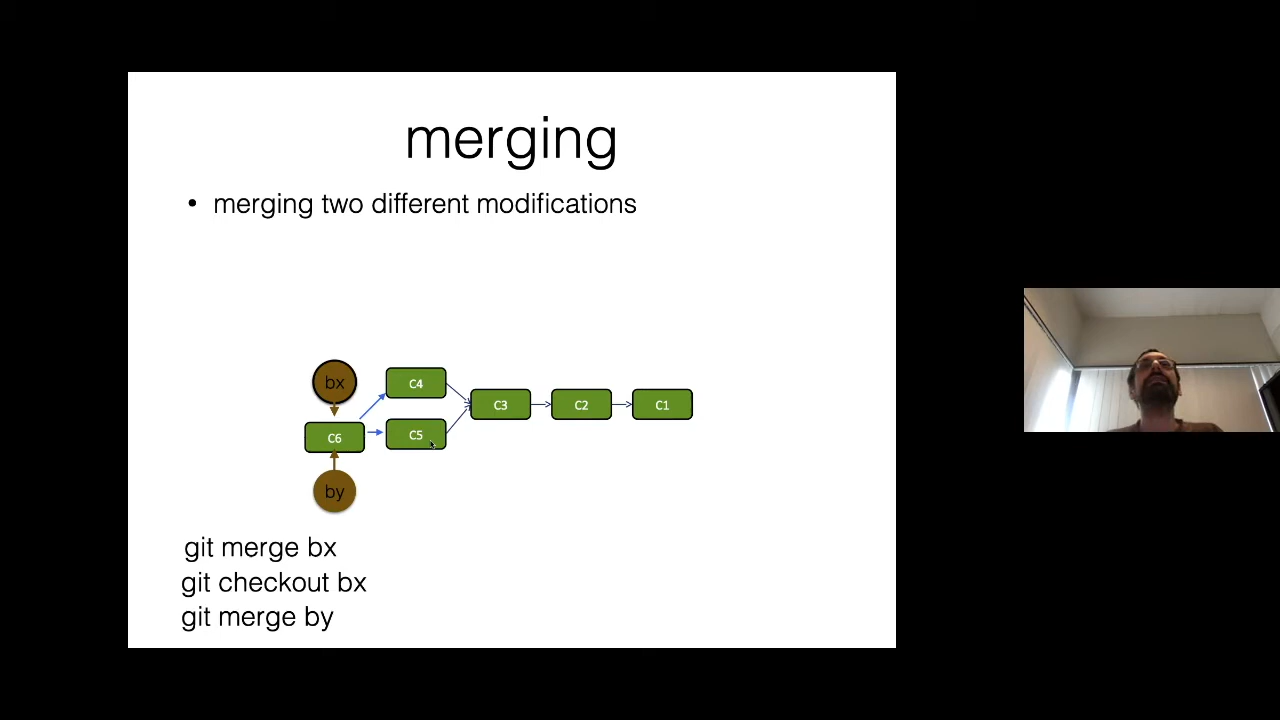 merging
• merging two different modifications
bx
C4
C3
C2
C1
C6
C5
by
git merge bx
git checkout bx
git merge by